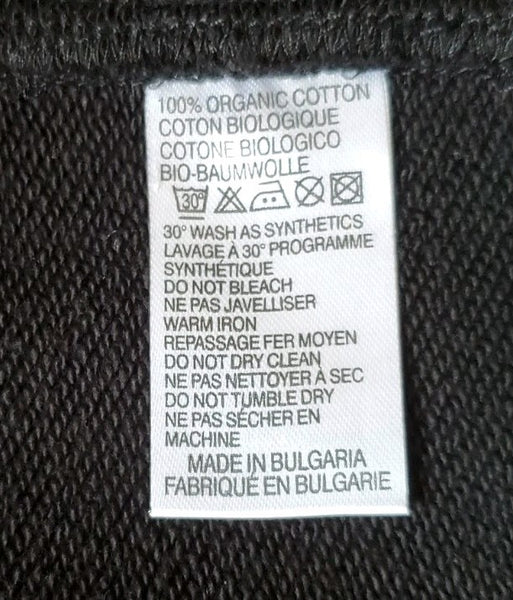 100% ORGANIC COTTON
COTON BIOLOGIQUE
COTONE BIOLOGICO
BIO-BAUMWOLLE
30°
30° WASH AS SYNTHETICS
LAVAGE À 30° PROGRAMME
SYNTHÉTIQUE
DO NOT BLEACH
NE PAS JAVELLISER
WARM IRON
REPASSAGE FER MOYEN
DO NOT DRY CLEAN
NE PAS NETTOYER À SEC
DO NOT TUMBLE DRY
NE PAS SÉCHER EN
MACHINE
MADE IN BULGARIA
FABRIQUÉ EN BULGARIE